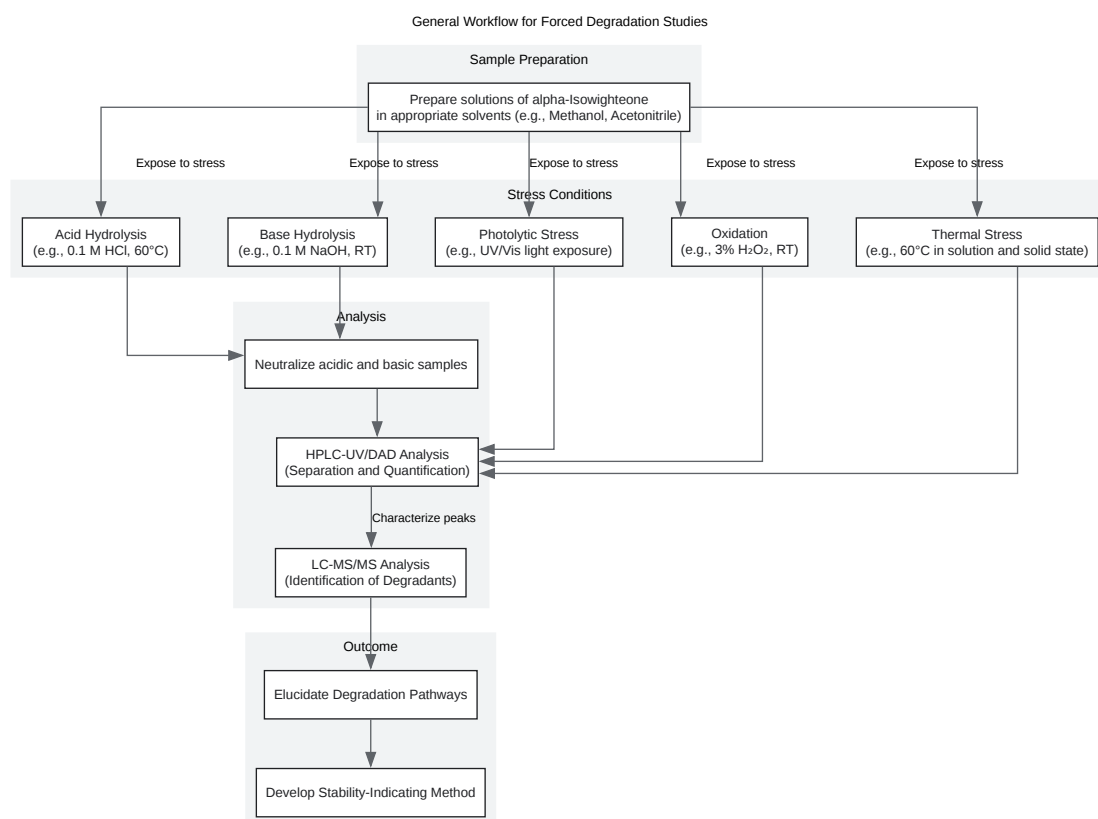 General Workflow for Forced Degradation Studies
Sample Preparation
Prepare solutions of alpha-Isowighteone
in appropriate solvents (e.g., Methanol, Acetonitrile)
Expose to stress
Expose to stress
Expose to stress
Expose to stress
Expose to stress
Stress Conditions
Acid Hydrolysis
(e.g., 0.1 M HCl, 60°C)
Base Hydrolysis
(e.g., 0.1 M NaOH, RT)
Photolytic Stress
(e.g., UV/Vis light exposure)
Oxidation
(e.g., 3% H₂O₂, RT)
Thermal Stress
(e.g., 60°C in solution and solid state)
Analysis
Neutralize acidic and basic samples
HPLC-UV/DAD Analysis
(Separation and Quantification)
Characterize peaks
LC-MS/MS Analysis
(Identification of Degradants)
Outcome
Elucidate Degradation Pathways
Develop Stability-Indicating Method